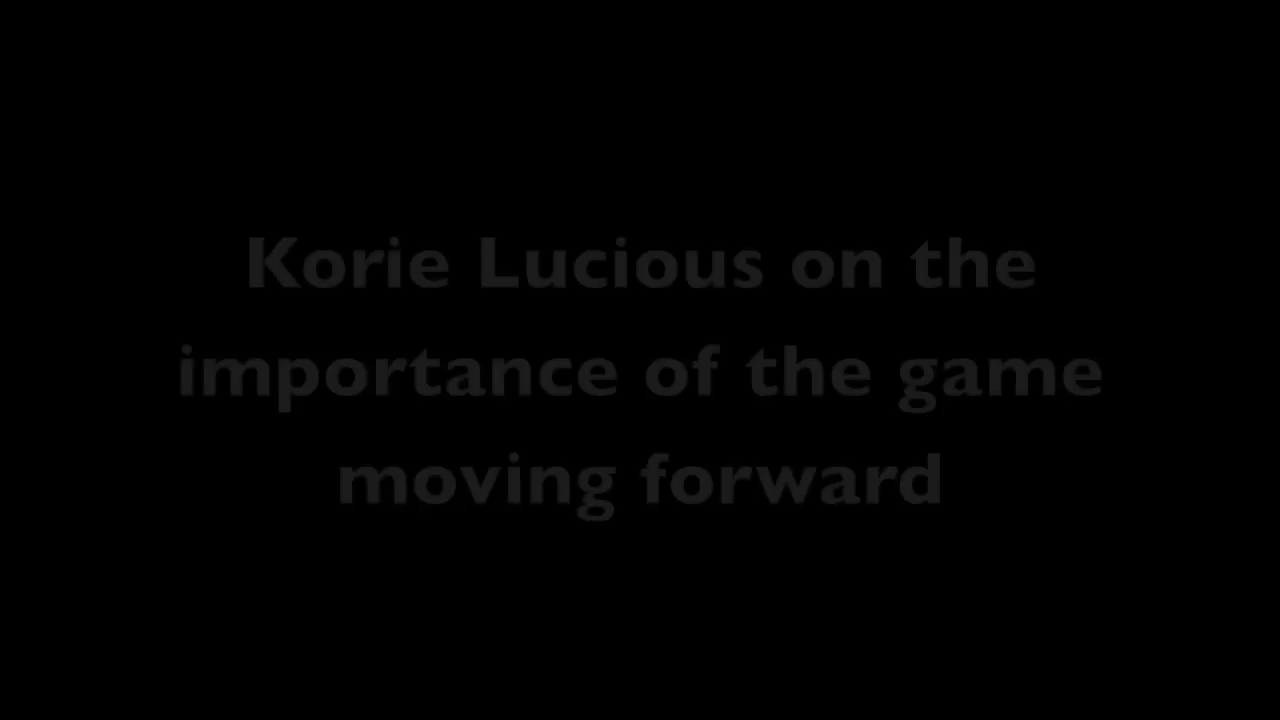 Korie Lucious on the
importance of the game
moving forward